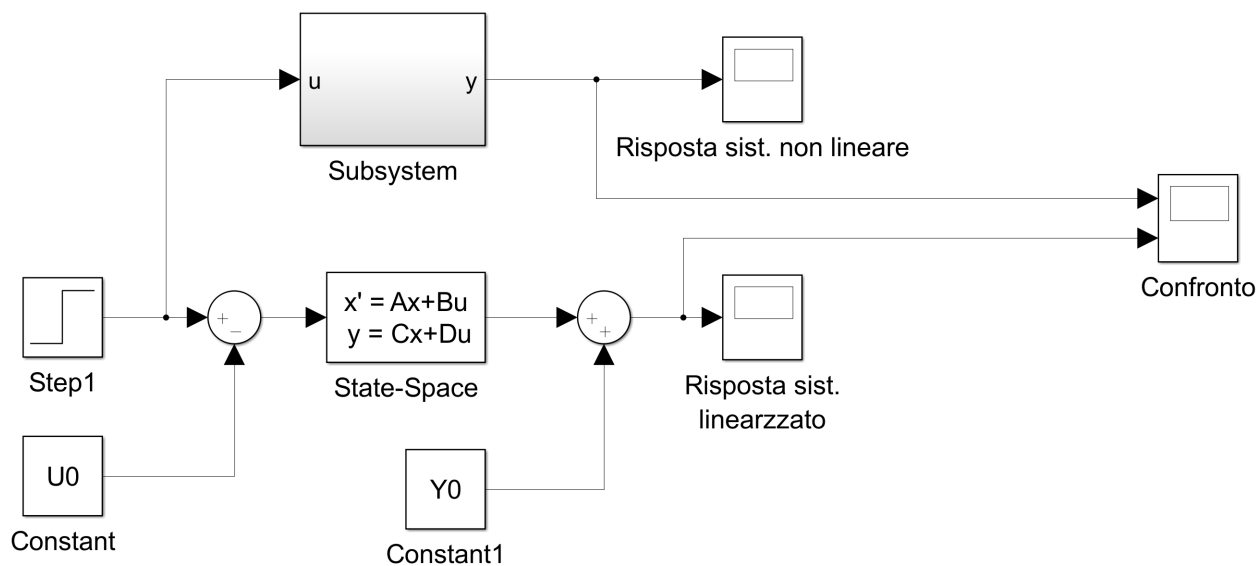 u
y
Subsystem
Risposta sist. non lineare
Confronto
Step1
+
−
x' = Ax+Bu
y = Cx+Du
State-Space
+
+
Risposta sist.
linearzzato
U0
Constant
Y0
Constant1